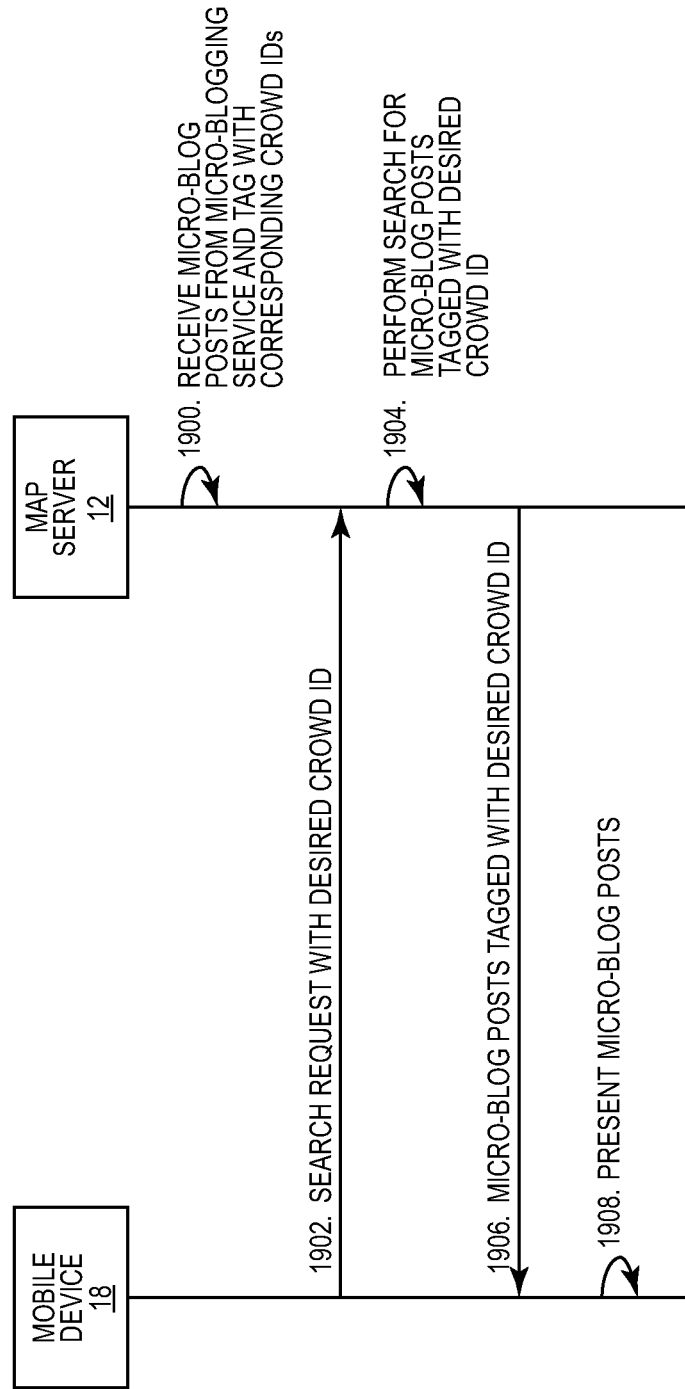 MOBILE
DEVICE
18
MAP
SERVER
12
1900. RECEIVE MICRO-BLOG
POSTS FROM MICRO-BLOGGING
SERVICE AND TAG WITH
CORRESPONDING CROWD IDs
1902. SEARCH REQUEST WITH DESIRED CROWD ID
1904. PERFORM SEARCH FOR
MICRO-BLOG POSTS
TAGGED WITH DESIRED
CROWD ID
1906. MICRO-BLOG POSTS TAGGED WITH DESIRED CROWD ID
1908. PRESENT MICRO-BLOG POSTS